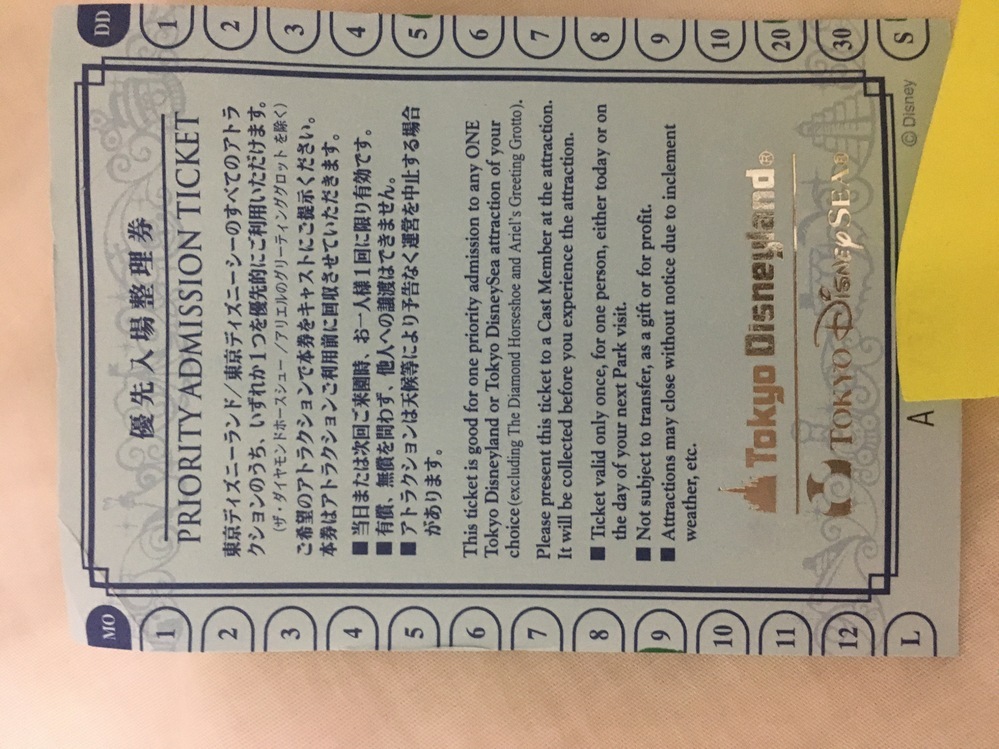 DD
1
2
3
4
5
6
7
8
9
10
20
30
S
優先入場整理券
PRIORITY ADMISSION TICKET
東京ディズニーランド/東京ディズニーシーのすべてのアトラ
クションのうち、いずれか1つを優先的にご利用いただけます。
(ザ・ダイヤモンドホースシュー/アリエルのグリーティンググロットを除く)
ご希望のアトラクションで本券をキャストにご提示ください。
本券はアトラクションご利用前に回収させていただきます。
■当日または次回ご来園時、お一人様1回に限り有効です。
■有償、無償を問わず、他人への譲渡はできません。
■アトラクションは天候等により予告なく運営を中止する場合
があります。
This ticket is good for one priority admission to any ONE
Tokyo Disneyland or Tokyo DisneySea attraction of your
choice (excluding The Diamond Horseshoe and Ariel's Greeting Grotto).
Please present this ticket to a Cast Member at the attraction.
It will be collected before you experience the attraction.
■ Ticket valid only once, for one person, either today or on
the day of your next Park visit.
■ Not subject to transfer, as a gift or for profit.
■ Attractions may close without notice due to inclement
weather, etc.
Tokyo Disneyland®
TOKYO DISNEYSEA®
© Disney
MO
1
2
3
4
5
6
7
8
9
10
11
12
L
A